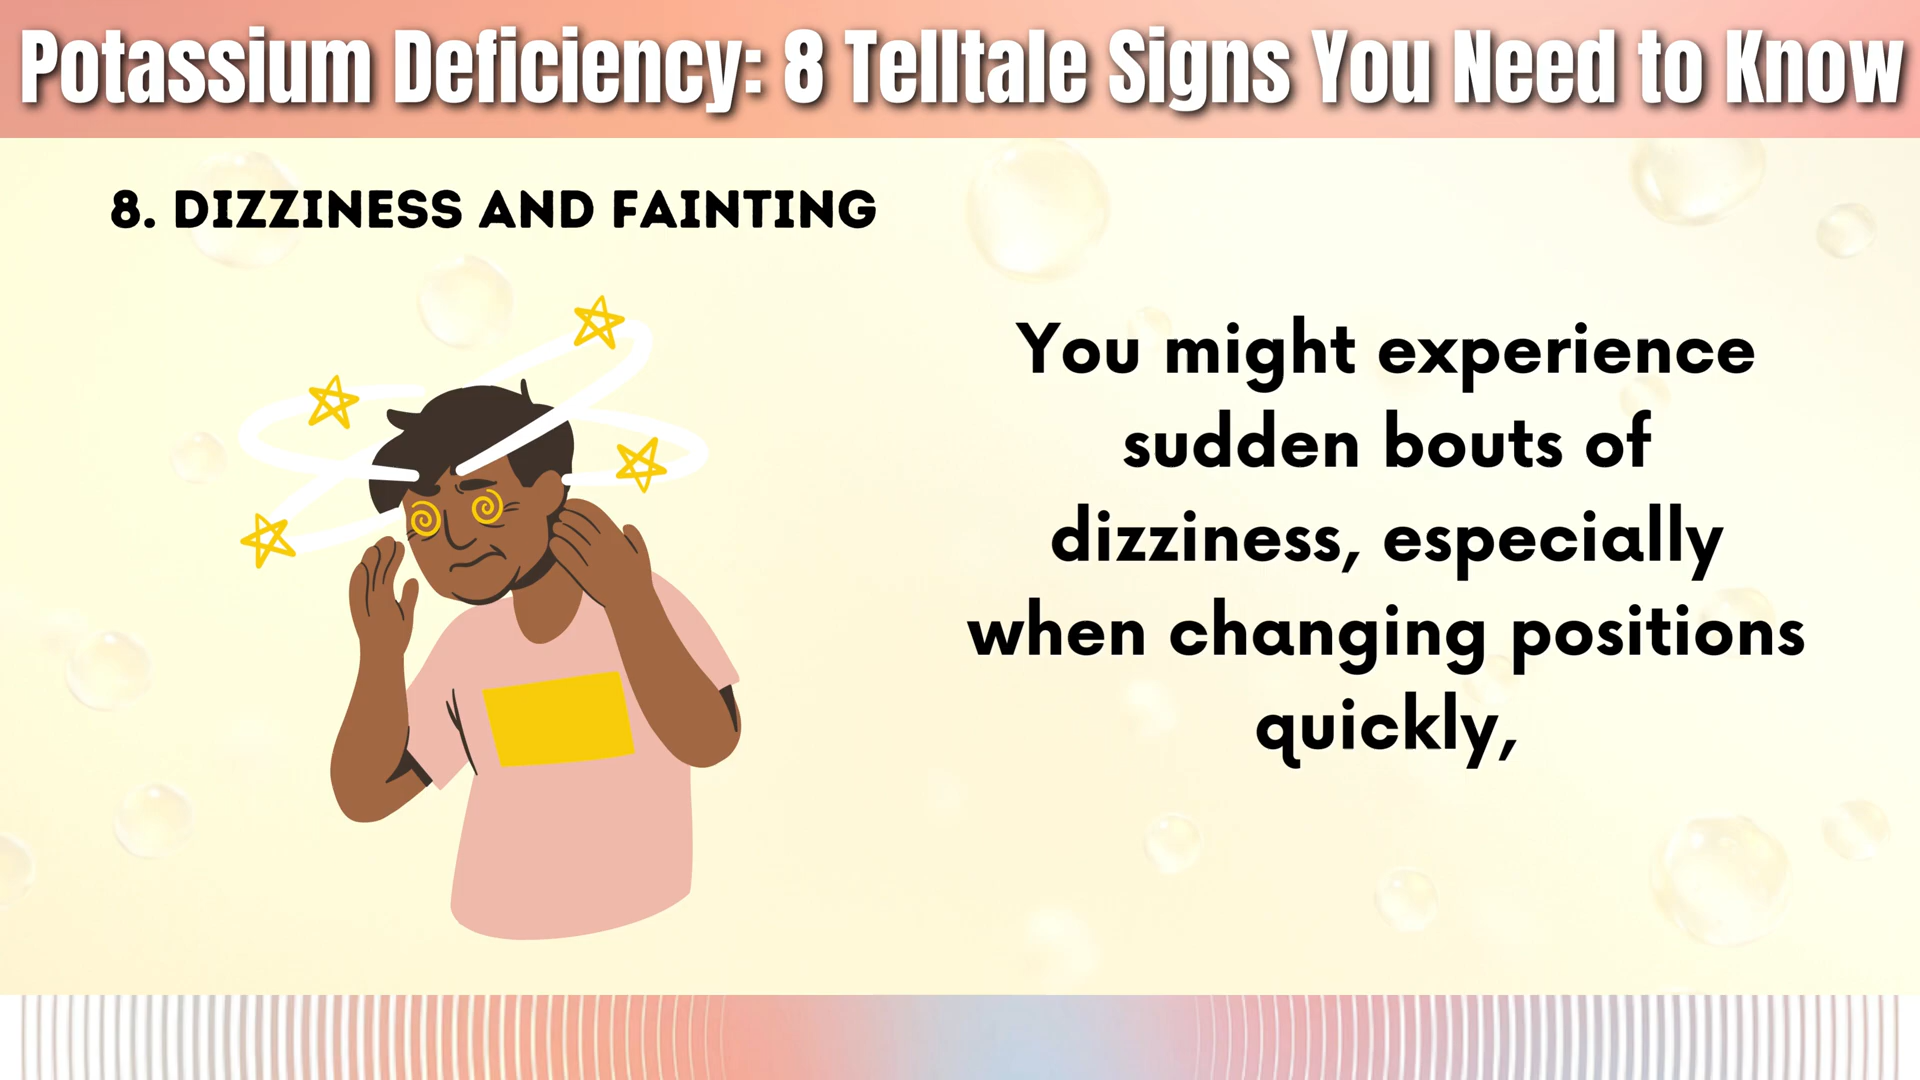 Potassium Deficiency: 8 Telltale Signs You Need to Know
8. DIZZINESS AND FAINTING
You might experience
sudden bouts of
dizziness, especially
when changing positions
quickly,